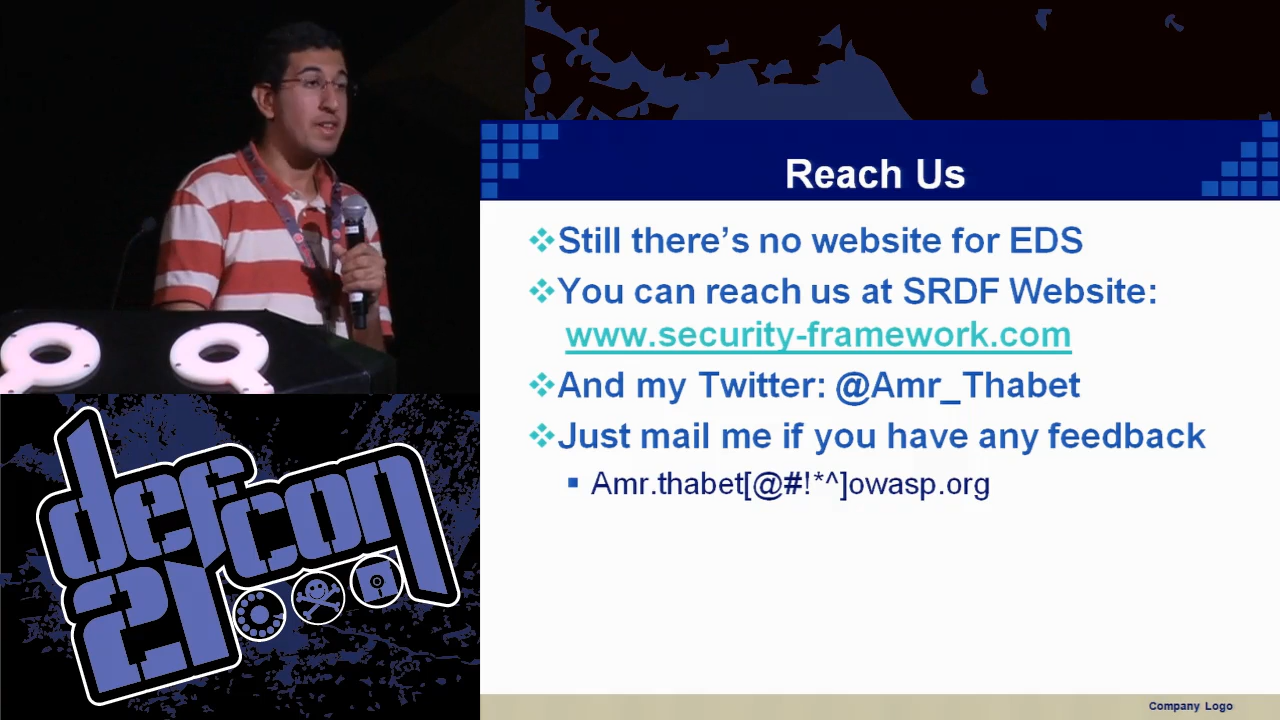 Reach Us
Still there's no website for EDS
You can reach us at SRDF Website:
www.security-framework.com
And my Twitter: @Amr_Thabet
Just mail me if you have any feedback
Amr.thabet[@#!*^]owasp.org
defcon
21
Company Logo